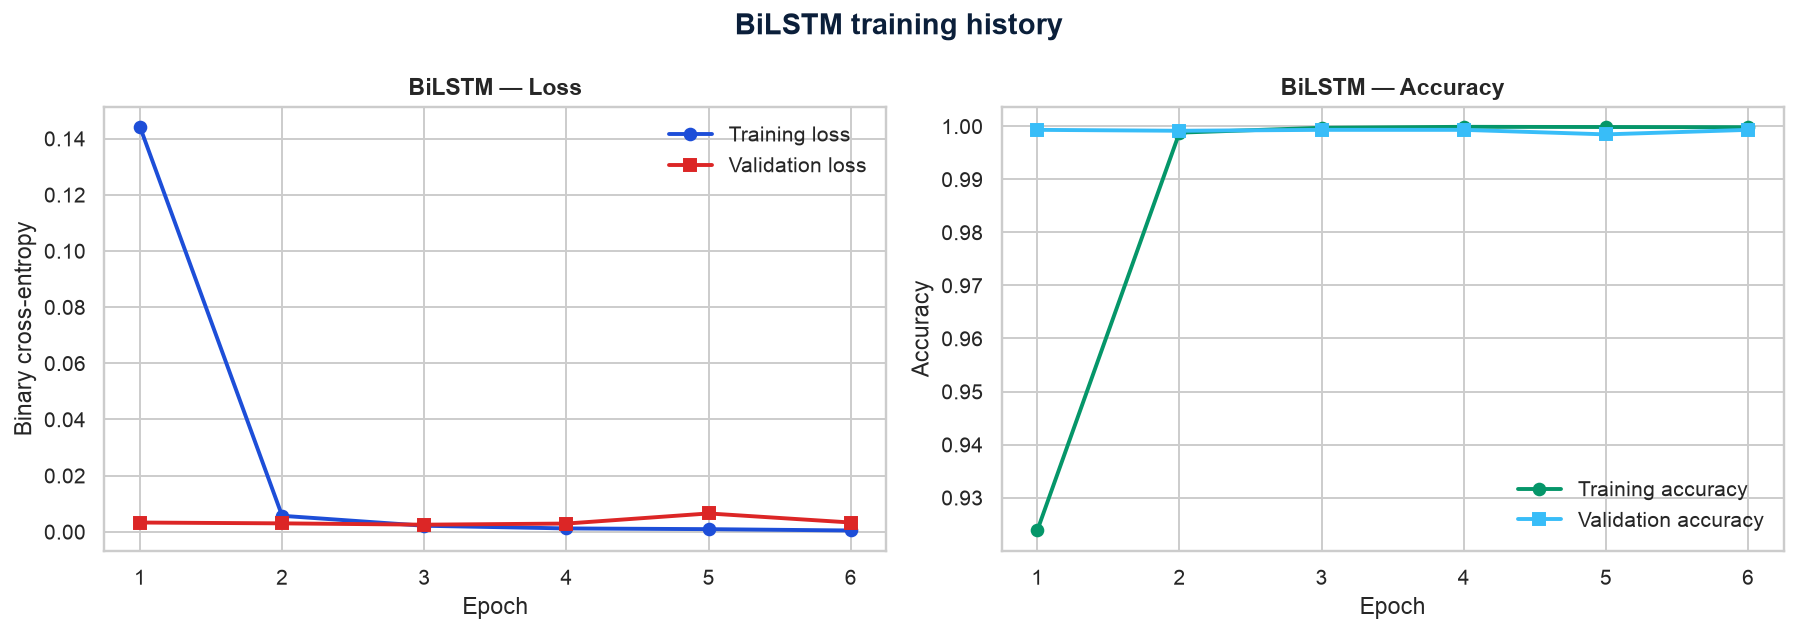 BiLSTM training history
BiLSTM — Loss
Binary cross-entropy
0.14
0.12
0.10
0.08
0.06
0.04
0.02
0.00
Training loss
Validation loss
1 2 3 4 5 6
Epoch
BiLSTM — Accuracy
Accuracy
1.00
0.99
0.98
0.97
0.96
0.95
0.94
0.93
Training accuracy
Validation accuracy
1 2 3 4 5 6
Epoch